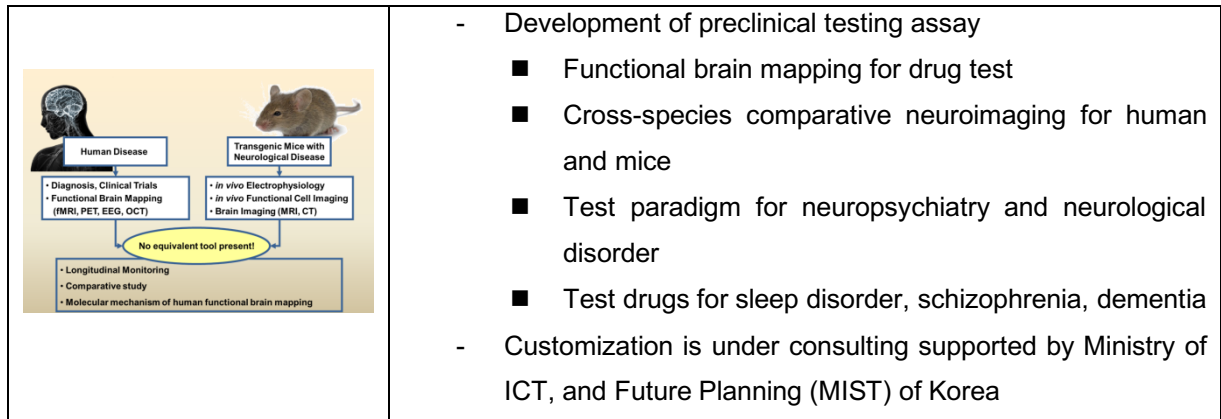 Human Disease
Transgenic Mice with
Neurological Disease
• Diagnosis, Clinical Trials
• Functional Brain Mapping
(fMRI, PET, EEG, OCT)
• in vivo Electrophysiology
• in vivo Functional Cell Imaging
• Brain Imaging (MRI, CT)
No equivalent tool present!
• Longitudinal Monitoring
• Comparative study
• Molecular mechanism of human functional brain mapping
- Development of preclinical testing assay
■ Functional brain mapping for drug test
■ Cross-species comparative neuroimaging for human
and mice
■ Test paradigm for neuropsychiatry and neurological
disorder
■ Test drugs for sleep disorder, schizophrenia, dementia
- Customization is under consulting supported by Ministry of
ICT, and Future Planning (MIST) of Korea